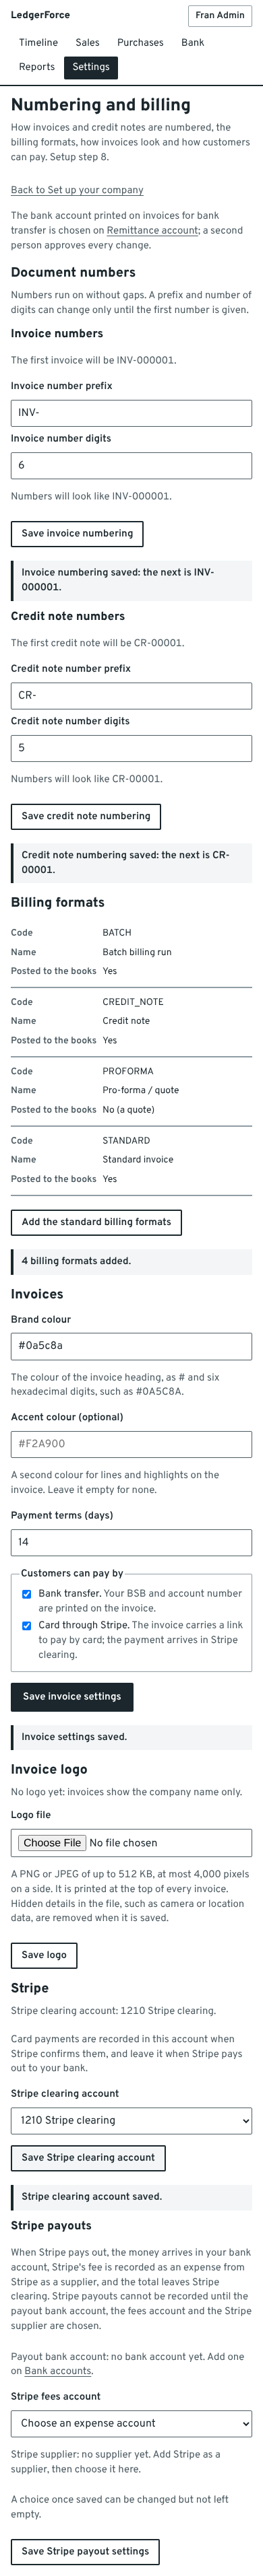 LedgerForce
Fran Admin
Timeline Sales Purchases Bank
Reports Settings
Numbering and billing
How invoices and credit notes are numbered, the
billing formats, how invoices look and how customers
can pay. Setup step 8.
Back to Set up your company
The bank account printed on invoices for bank
transfer is chosen on Remittance account; a second
person approves every change.
Document numbers
Numbers run on without gaps. A prefix and number of
digits can change only until the first number is given.
Invoice numbers
The first invoice will be INV-000001.
Invoice number prefix
INV-
Invoice number digits
6
Numbers will look like INV-000001.
Save invoice numbering
Invoice numbering saved: the next is INV-
000001.
Credit note numbers
The first credit note will be CR-00001.
Credit note number prefix
CR-
Credit note number digits
5
Numbers will look like CR-00001.
Save credit note numbering
Credit note numbering saved: the next is CR-
00001.
Billing formats
Code BATCH
Name Batch billing run
Posted to the books Yes
Code CREDIT_NOTE
Name Credit note
Posted to the books Yes
Code PROFORMA
Name Pro-forma / quote
Posted to the books No (a quote)
Code STANDARD
Name Standard invoice
Posted to the books Yes
Add the standard billing formats
4 billing formats added.
Invoices
Brand colour
#0a5c8a
The colour of the invoice heading, as # and six
hexadecimal digits, such as #0A5C8A.
Accent colour (optional)
#F2A900
A second colour for lines and highlights on the
invoice. Leave it empty for none.
Payment terms (days)
14
Customers can pay by
Bank transfer. Your BSB and account number
are printed on the invoice.
Card through Stripe. The invoice carries a link
to pay by card; the payment arrives in Stripe
clearing.
Save invoice settings
Invoice settings saved.
Invoice logo
No logo yet: invoices show the company name only.
Logo file
Choose File No file chosen
A PNG or JPEG of up to 512 KB, at most 4,000 pixels
on a side. It is printed at the top of every invoice.
Hidden details in the file, such as camera or location
data, are removed when it is saved.
Save logo
Stripe
Stripe clearing account: 1210 Stripe clearing.
Card payments are recorded in this account when
Stripe confirms them, and leave it when Stripe pays
out to your bank.
Stripe clearing account
1210 Stripe clearing
Save Stripe clearing account
Stripe clearing account saved.
Stripe payouts
When Stripe pays out, the money arrives in your bank
account, Stripe's fee is recorded as an expense from
Stripe as a supplier, and the total leaves Stripe
clearing. Stripe payouts cannot be recorded until the
payout bank account, the fees account and the Stripe
supplier are chosen.
Payout bank account: no bank account yet. Add one
on Bank accounts.
Stripe fees account
Choose an expense account
Stripe supplier: no supplier yet. Add Stripe as a
supplier, then choose it here.
A choice once saved can be changed but not left
empty.
Save Stripe payout settings